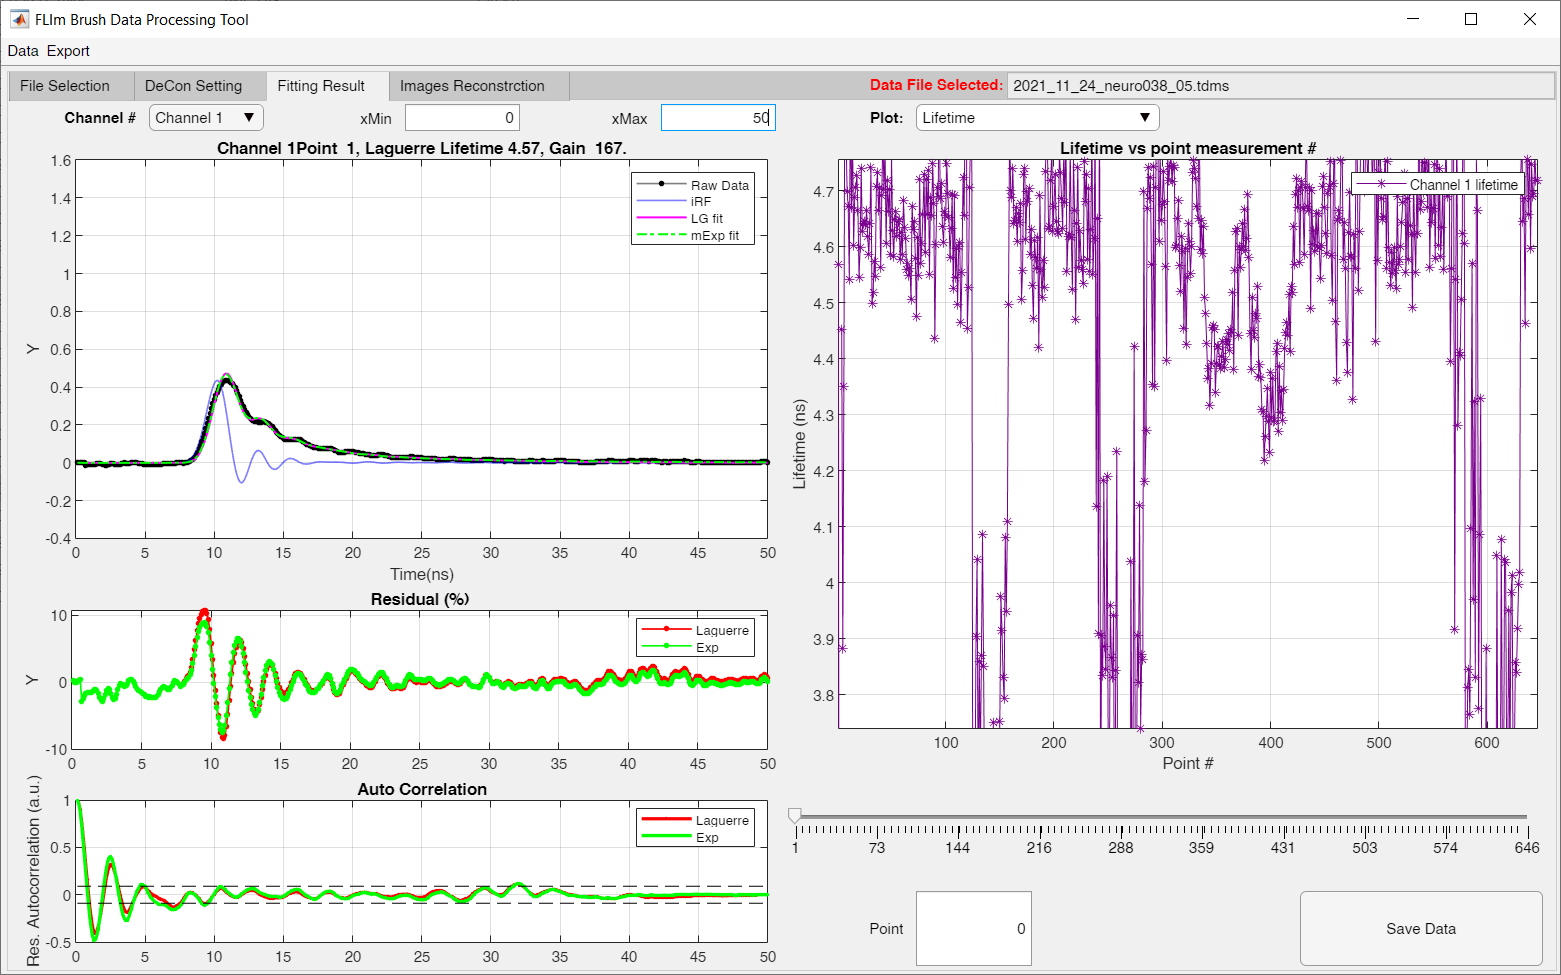 FLIm Brush Data Processing Tool
Data Export
File Selection DeCon Setting Fitting Result Images Reconstrction Data File Selected: 2021_11_24_neuro038_05.tdms
Channel # Channel 1 xMin 0 xMax 50 Plot: Lifetime
Channel 1Point 1, Laguerre Lifetime 4.57, Gain 167.
1.6
1.4
1.2
1
0.8
0.6
0.4
0.2
0
-0.2
-0.4
Y
Raw Data
iRF
LG fit
mExp fit
0 5 10 15 20 25 30 35 40 45 50
Time(ns)
Residual (%)
10
0
-10
Y
Laguerre
Exp
0 5 10 15 20 25 30 35 40 45 50
Auto Correlation
1
0.5
0
-0.5
Res. Autocorrelation (a.u.)
Laguerre
Exp
0 5 10 15 20 25 30 35 40 45 50
Lifetime vs point measurement #
Channel 1 lifetime
4.7
4.6
4.5
4.4
4.3
4.2
4.1
4
3.9
3.8
Lifetime (ns)
100 200 300 400 500 600
Point #
1 73 144 216 288 359 431 503 574 646
Point 0 Save Data